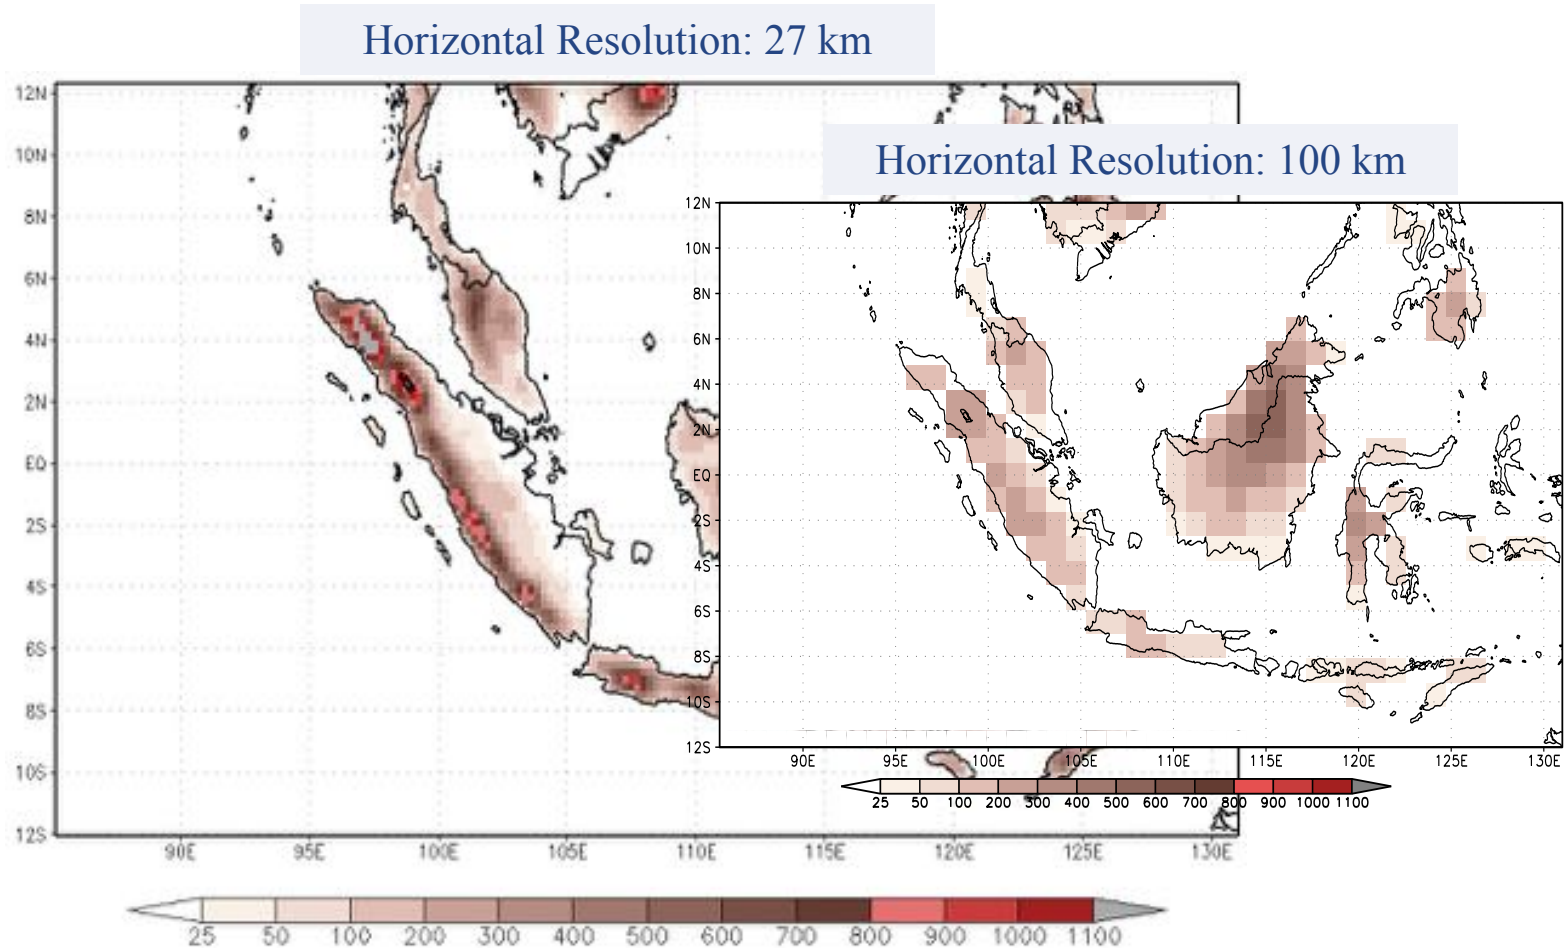 Horizontal Resolution: 27 km
12N
10N
8N
6N
4N
2N
EQ
2S
4S
6S
8S
10S
12S
90E 95E 100E 105E 110E 115E 120E 125E 130E
25 50 100 200 300 400 500 600 700 800 900 1000 1100
Horizontal Resolution: 100 km
12N
10N
8N
6N
4N
2N
EQ
2S
4S
6S
8S
10S
12S
90E 95E 100E 105E 110E 115E 120E 125E 130E
25 50 100 200 300 400 500 600 700 800 900 1000 1100